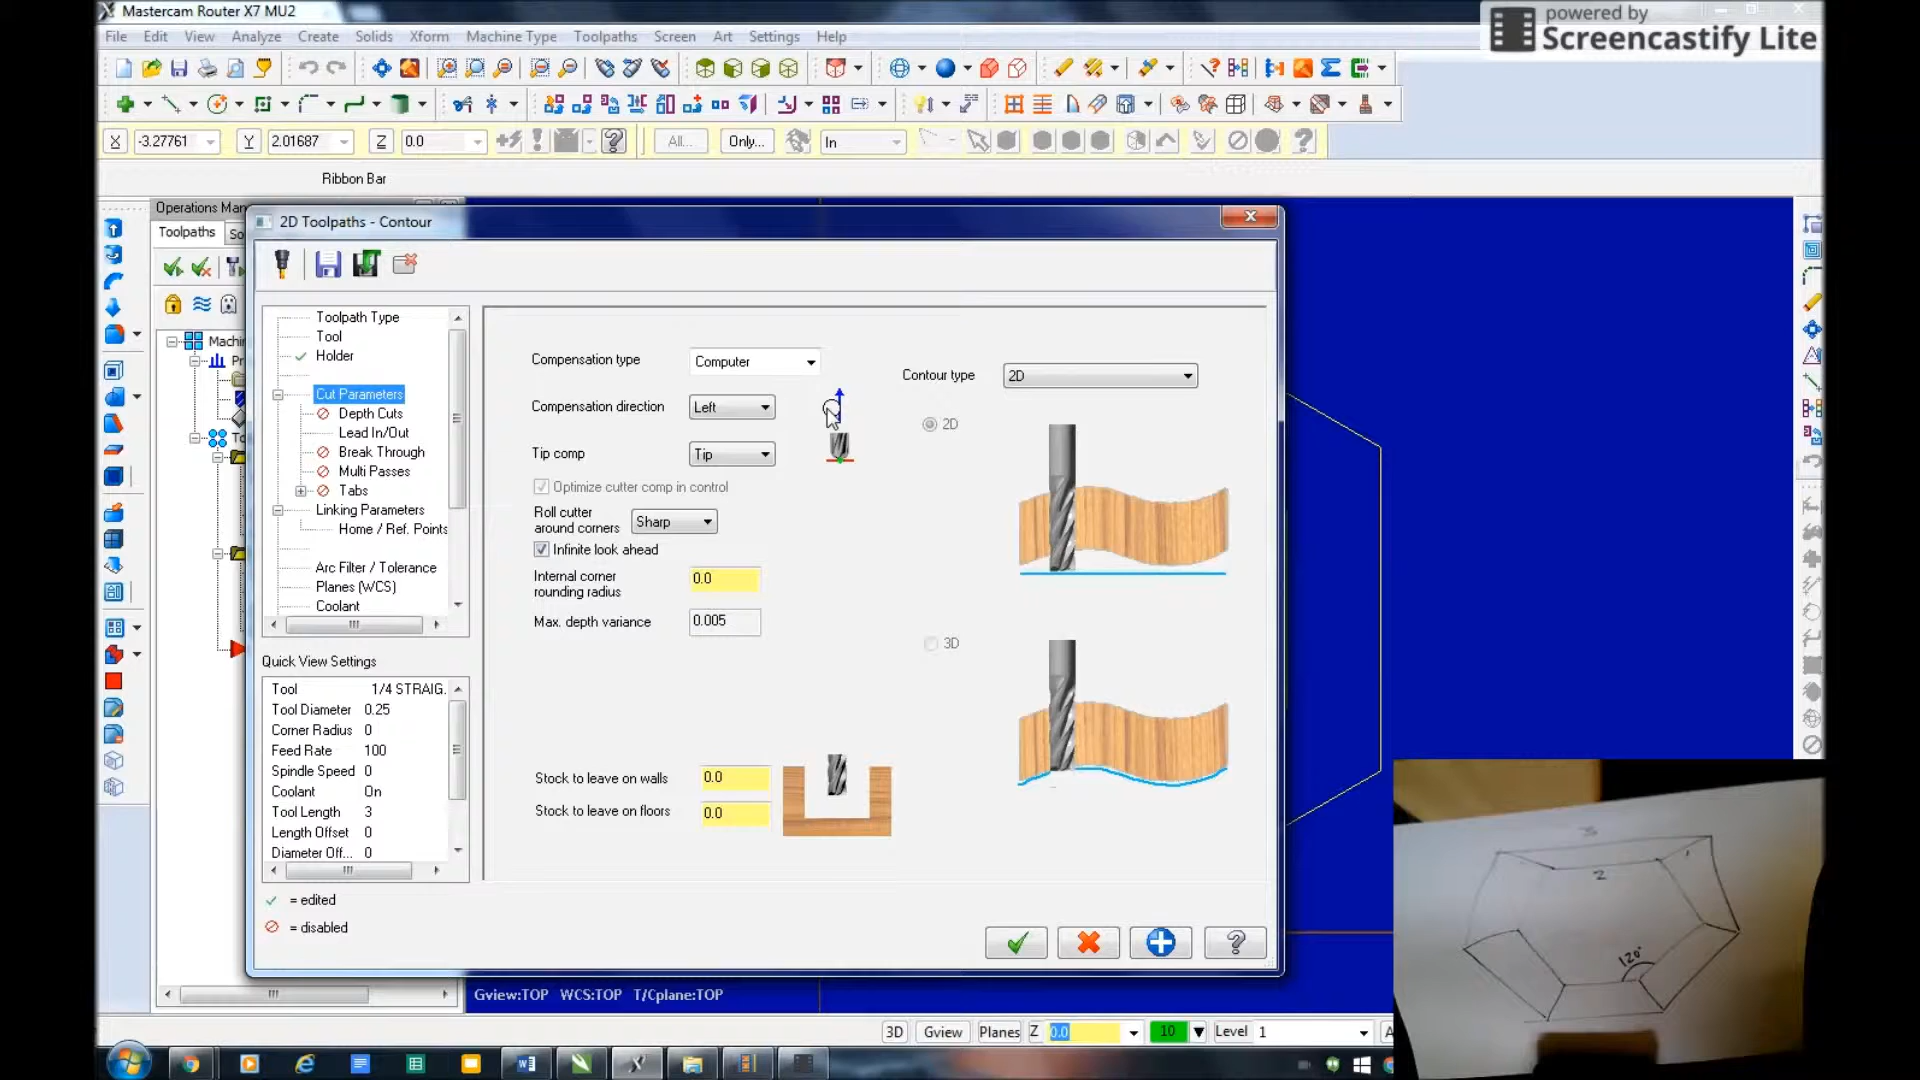 Mastercam Router X7 MU2
powered by
Screencastify Lite
File Edit View Analyze Create Solids Xform Machine Type Toolpaths Screen Art Settings Help
X -3.27761 Y 2.01687 Z 0.0 All... Only... In
Ribbon Bar
Operations Man
Toolpaths So
Machin
Pr
To
2D Toolpaths - Contour
Toolpath Type
Tool
Holder
Cut Parameters
Depth Cuts
Lead In/Out
Break Through
Multi Passes
Tabs
Linking Parameters
Home / Ref. Points
Arc Filter / Tolerance
Planes (WCS)
Coolant
Quick View Settings
Tool 1/4 STRAIG.
Tool Diameter 0.25
Corner Radius 0
Feed Rate 100
Spindle Speed 0
Coolant On
Tool Length 3
Length Offset 0
Diameter Off... 0
= edited
= disabled
Compensation type Computer
Compensation direction Left
Tip comp Tip
Optimize cutter comp in control
Roll cutter
around corners Sharp
Infinite look ahead
Internal corner
rounding radius 0.0
Max. depth variance 0.005
Stock to leave on walls 0.0
Stock to leave on floors 0.0
Contour type 2D
2D
3D
Gview:TOP WCS:TOP T/Cplane:TOP
3D Gview Planes Z 0.0 10 Level 1 A
3
2
1
120°